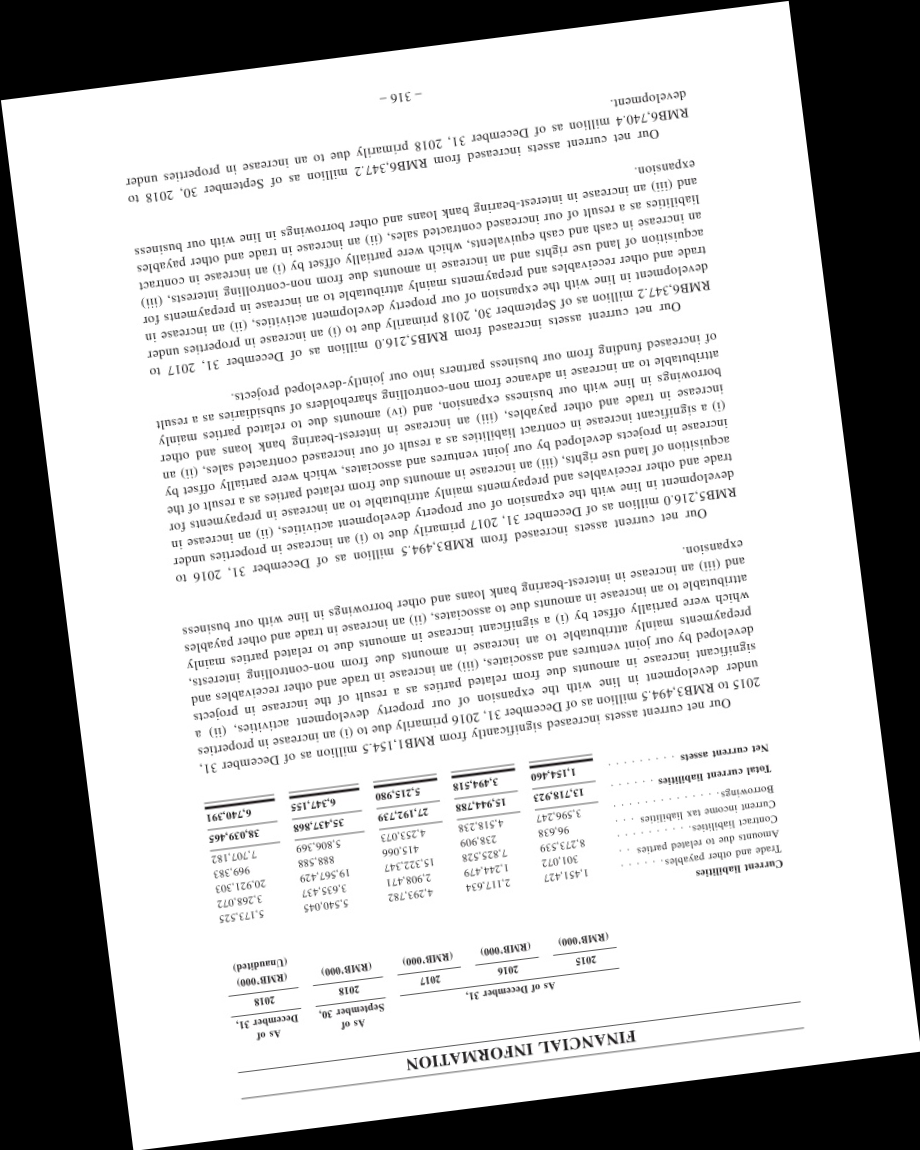 FINANCIAL INFORMATION
As of December 31, As of September 30, As of December 31,
2015 2016 2017 2018 2018
(RMB'000) (RMB'000) (RMB'000) (RMB'000) (RMB'000)
(Unaudited)
Current liabilities
Trade and other payables . . . . . . 1,451,427 2,117,634 4,293,782 5,540,045 5,173,525
Amounts due to related parties . . 301,072 1,244,479 2,908,471 3,635,437 3,268,072
Contract liabilities . . . . . . . . . . 8,273,539 7,825,528 15,322,347 19,567,429 20,921,303
Current income tax liabilities . . . 96,638 238,909 415,066 888,588 969,383
Borrowings . . . . . . . . . . . . . . 3,596,247 4,518,238 4,253,073 5,806,369 7,707,182
Total current liabilities . . . . . . 13,718,923 15,944,788 27,192,739 35,437,868 38,039,465
Net current assets . . . . . . . . . 1,154,460 3,494,518 5,215,980 6,347,155 6,740,391
Our net current assets increased significantly from RMB1,154.5 million as of December 31,
2015 to RMB3,494.5 million as of December 31, 2016 primarily due to (i) an increase in properties
under development in line with the expansion of our property development activities, (ii) a
significant increase in amounts due from related parties as a result of the increase in projects
developed by our joint ventures and associates, (iii) an increase in trade and other receivables and
prepayments mainly attributable to an increase in amounts due from non-controlling interests,
which were partially offset by (i) a significant increase in amounts due to related parties mainly
attributable to an increase in amounts due to associates, (ii) an increase in trade and other payables
and (iii) an increase in interest-bearing bank loans and other borrowings in line with our business
expansion.
Our net current assets increased from RMB3,494.5 million as of December 31, 2016 to
RMB5,216.0 million as of December 31, 2017 primarily due to (i) an increase in properties under
development in line with the expansion of our property development activities, (ii) an increase in
trade and other receivables and prepayments mainly attributable to an increase in prepayments for
acquisition of land use rights, (iii) an increase in amounts due from related parties as a result of the
increase in projects developed by our joint ventures and associates, which were partially offset by
(i) a significant increase in contract liabilities as a result of our increased contracted sales, (ii) an
increase in trade and other payables, (iii) an increase in interest-bearing bank loans and other
borrowings in line with our business expansion, and (iv) amounts due to related parties mainly
attributable to an increase in advance from non-controlling shareholders of subsidiaries as a result
of increased funding from our business partners into our jointly-developed projects.
Our net current assets increased from RMB5,216.0 million as of December 31, 2017 to
RMB6,347.2 million as of September 30, 2018 primarily due to (i) an increase in properties under
development in line with the expansion of our property development activities, (ii) an increase in
trade and other receivables and prepayments mainly attributable to an increase in prepayments for
acquisition of land use rights and an increase in amounts due from non-controlling interests, (iii)
an increase in cash and cash equivalents, which were partially offset by (i) an increase in contract
liabilities as a result of our increased contracted sales, (ii) an increase in trade and other payables
and (iii) an increase in interest-bearing bank loans and other borrowings in line with our business
expansion.
Our net current assets increased from RMB6,347.2 million as of September 30, 2018 to
RMB6,740.4 million as of December 31, 2018 primarily due to an increase in properties under
development.
– 316 –